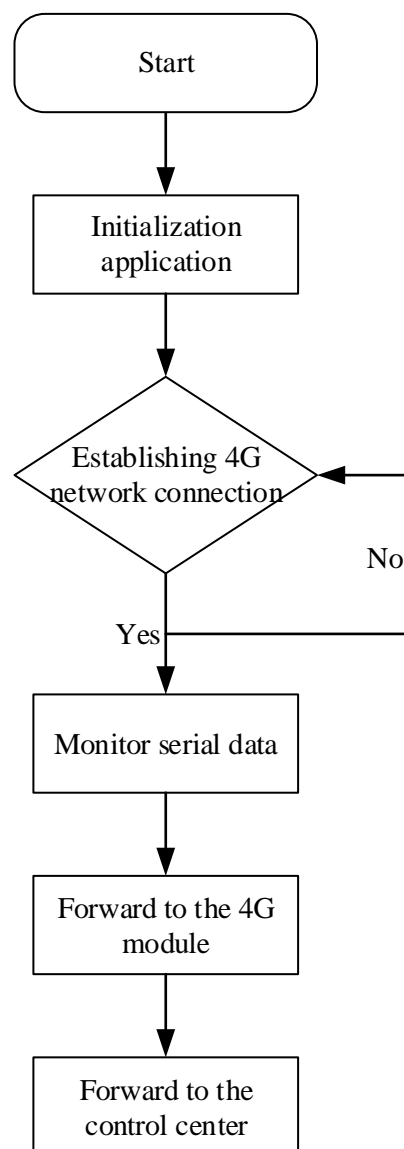 Start
Initialization
application
Establishing 4G
network connection
No
Yes
Monitor serial data
Forward to the 4G
module
Forward to the
control center